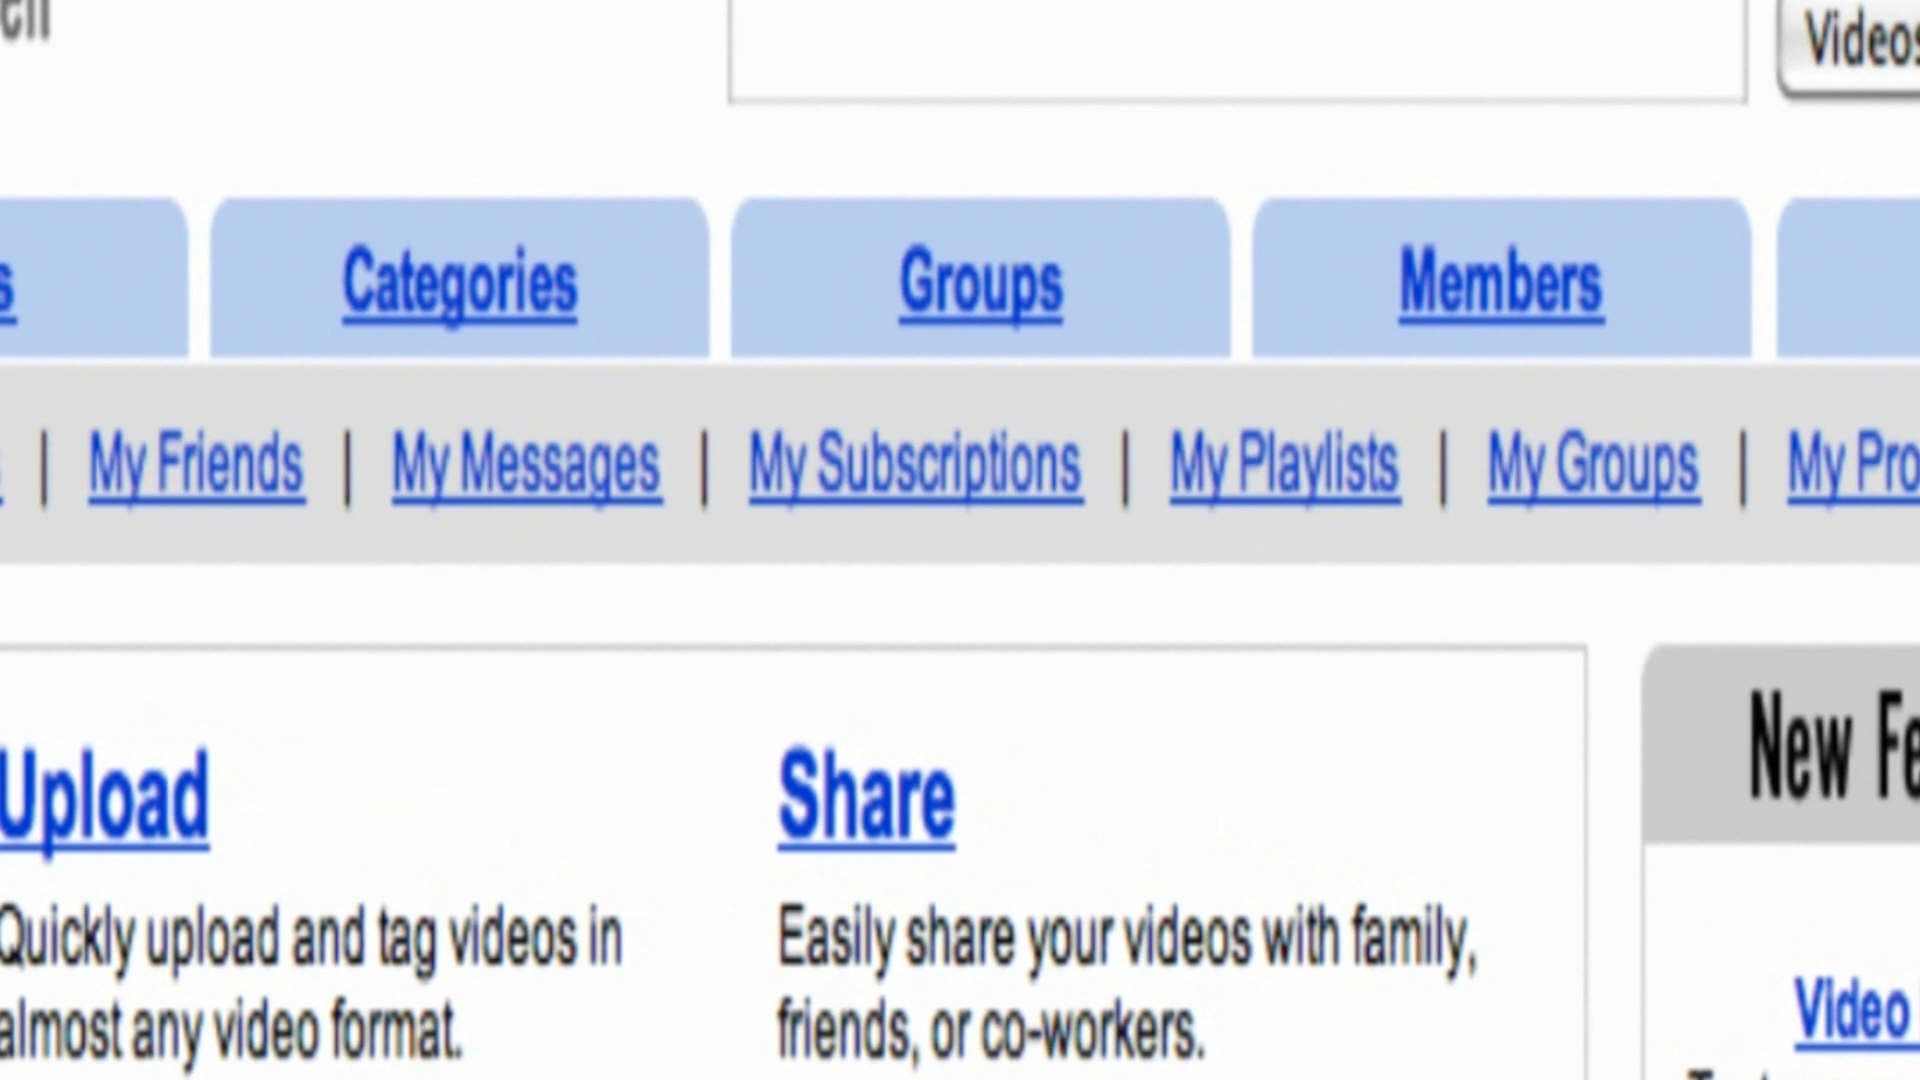 Videos
Categories Groups Members
| My Friends | My Messages | My Subscriptions | My Playlists | My Groups | My
Upload Share New
Quickly upload and tag videos in
almost any video format.
Easily share your videos with family,
friends, or co-workers.
Video